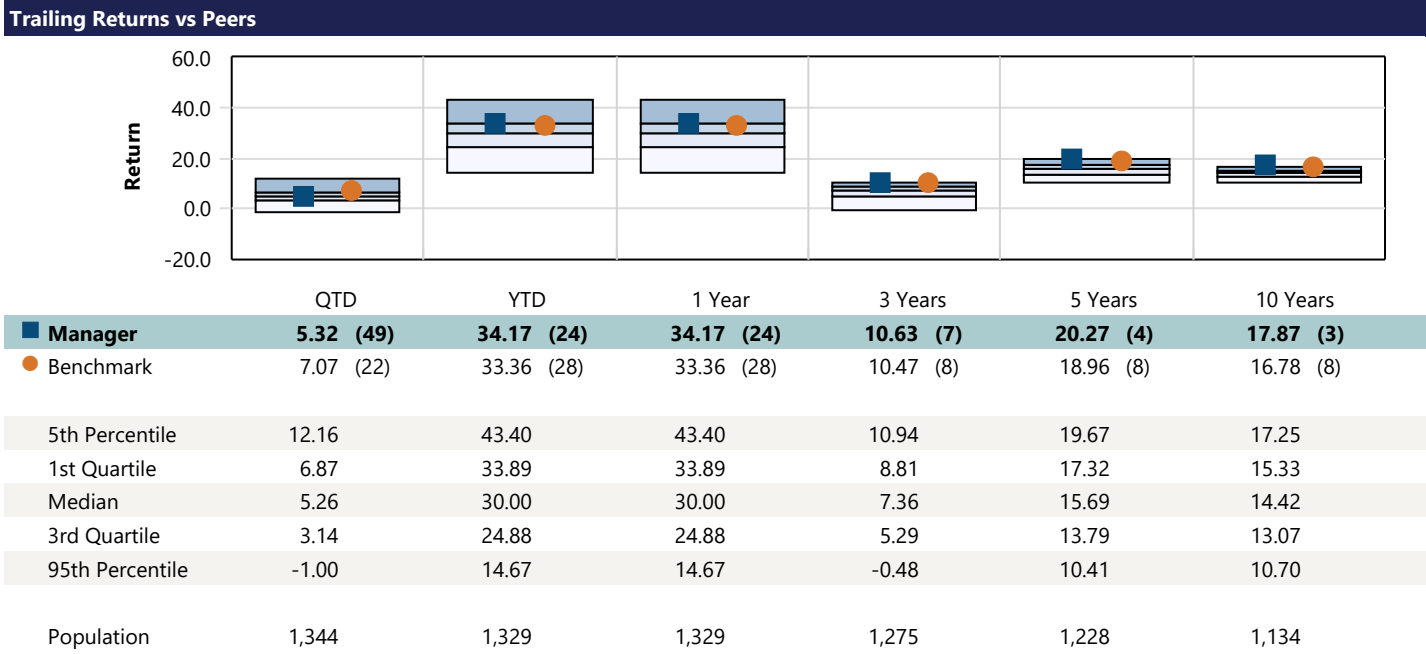 Trailing Returns vs Peers
60.0
40.0
20.0
0.0
-20.0
Return
QTD YTD 1 Year 3 Years 5 Years 10 Years
Manager 5.32 (49) 34.17 (24) 34.17 (24) 10.63 (7) 20.27 (4) 17.87 (3)
Benchmark 7.07 (22) 33.36 (28) 33.36 (28) 10.47 (8) 18.96 (8) 16.78 (8)
5th Percentile 12.16 43.40 43.40 10.94 19.67 17.25
1st Quartile 6.87 33.89 33.89 8.81 17.32 15.33
Median 5.26 30.00 30.00 7.36 15.69 14.42
3rd Quartile 3.14 24.88 24.88 5.29 13.79 13.07
95th Percentile -1.00 14.67 14.67 -0.48 10.41 10.70
Population 1,344 1,329 1,329 1,275 1,228 1,134